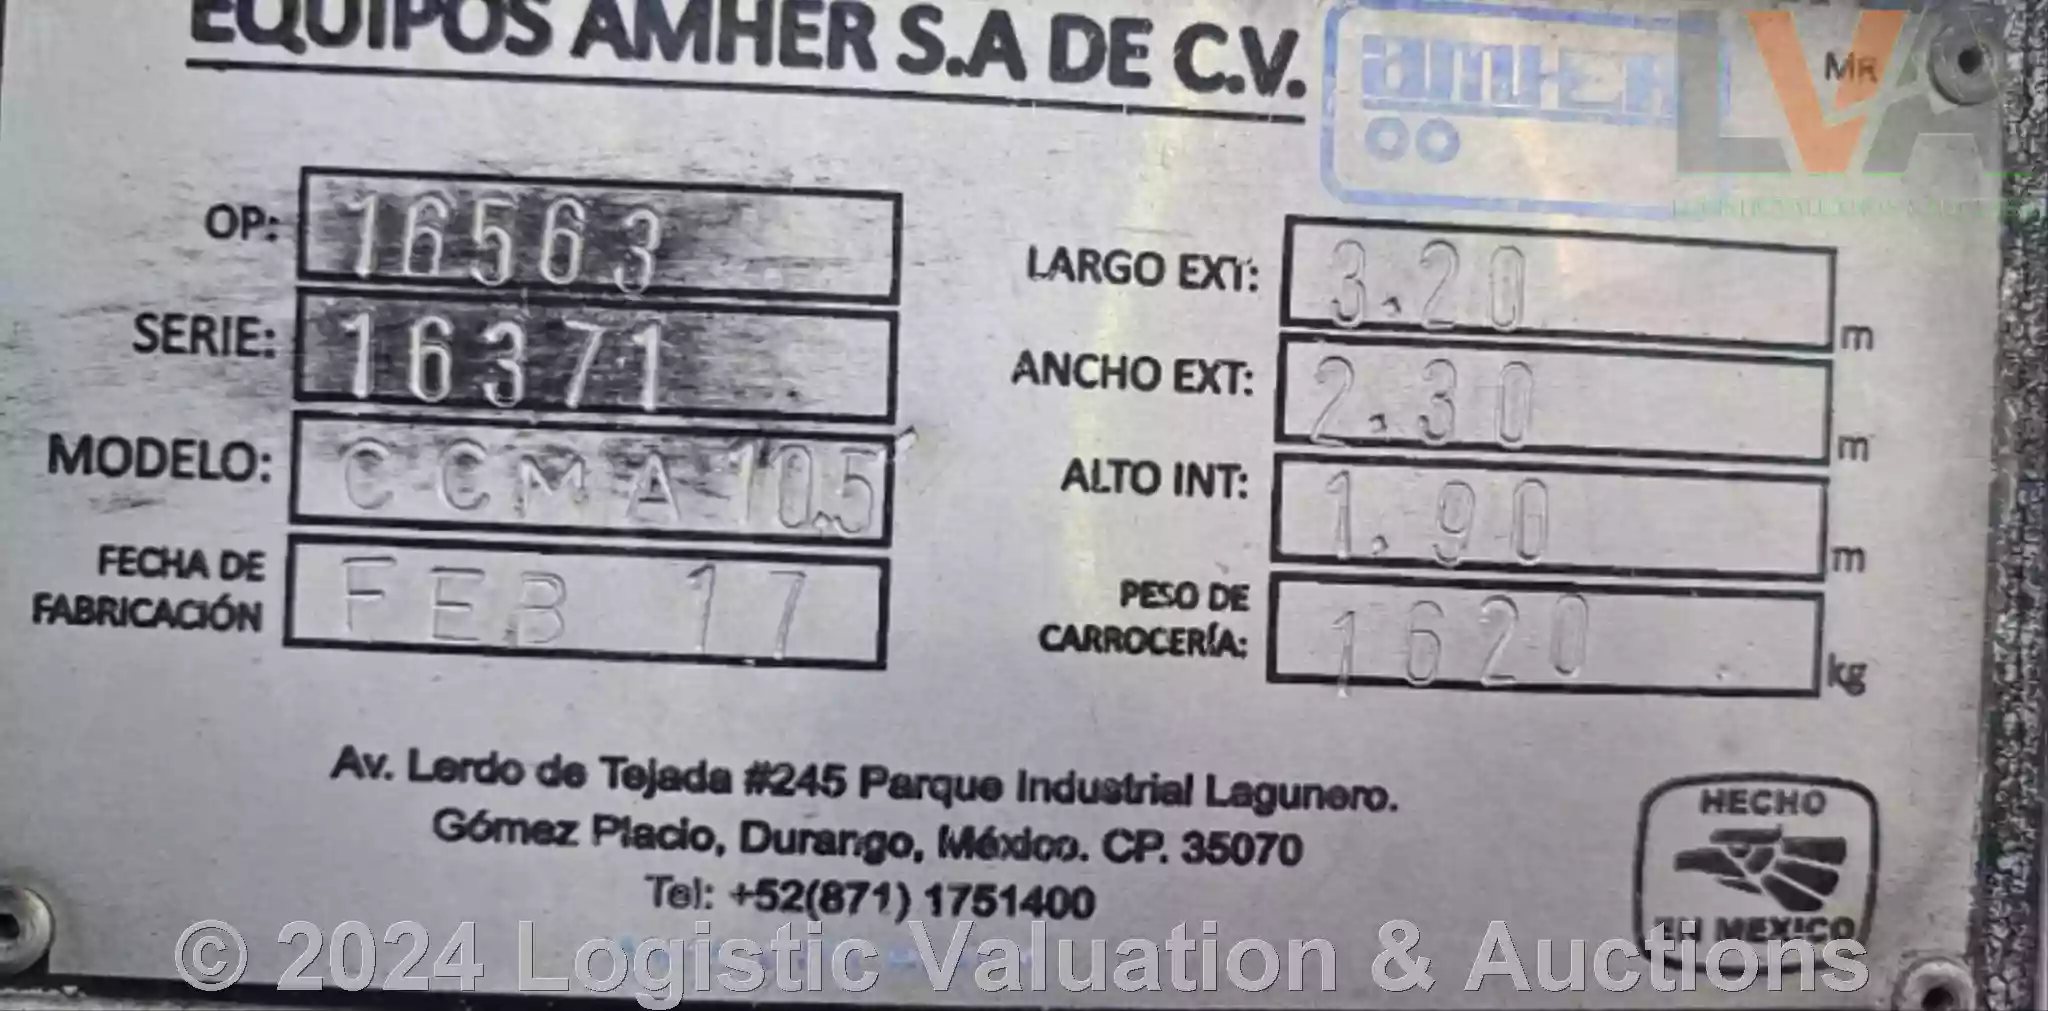 EQUIPOS AMHER S.A DE C.V.
amher
MR
LVA
OP: 16563
SERIE: 16371
MODELO: CCMA 10.5
FECHA DE
FABRICACIÓN FEB 17
LARGO EXT: 3.20 m
ANCHO EXT: 2.30 m
ALTO INT: 1.90 m
PESO DE
CARROCERÍA: 1620 kg
Av. Lerdo de Tejada #245 Parque Industrial Lagunero.
Gómez Placio, Durango, México. CP. 35070
Tel: +52(871) 1751400
HECHO
EN MEXICO
© 2024 Logistic Valuation & Auctions